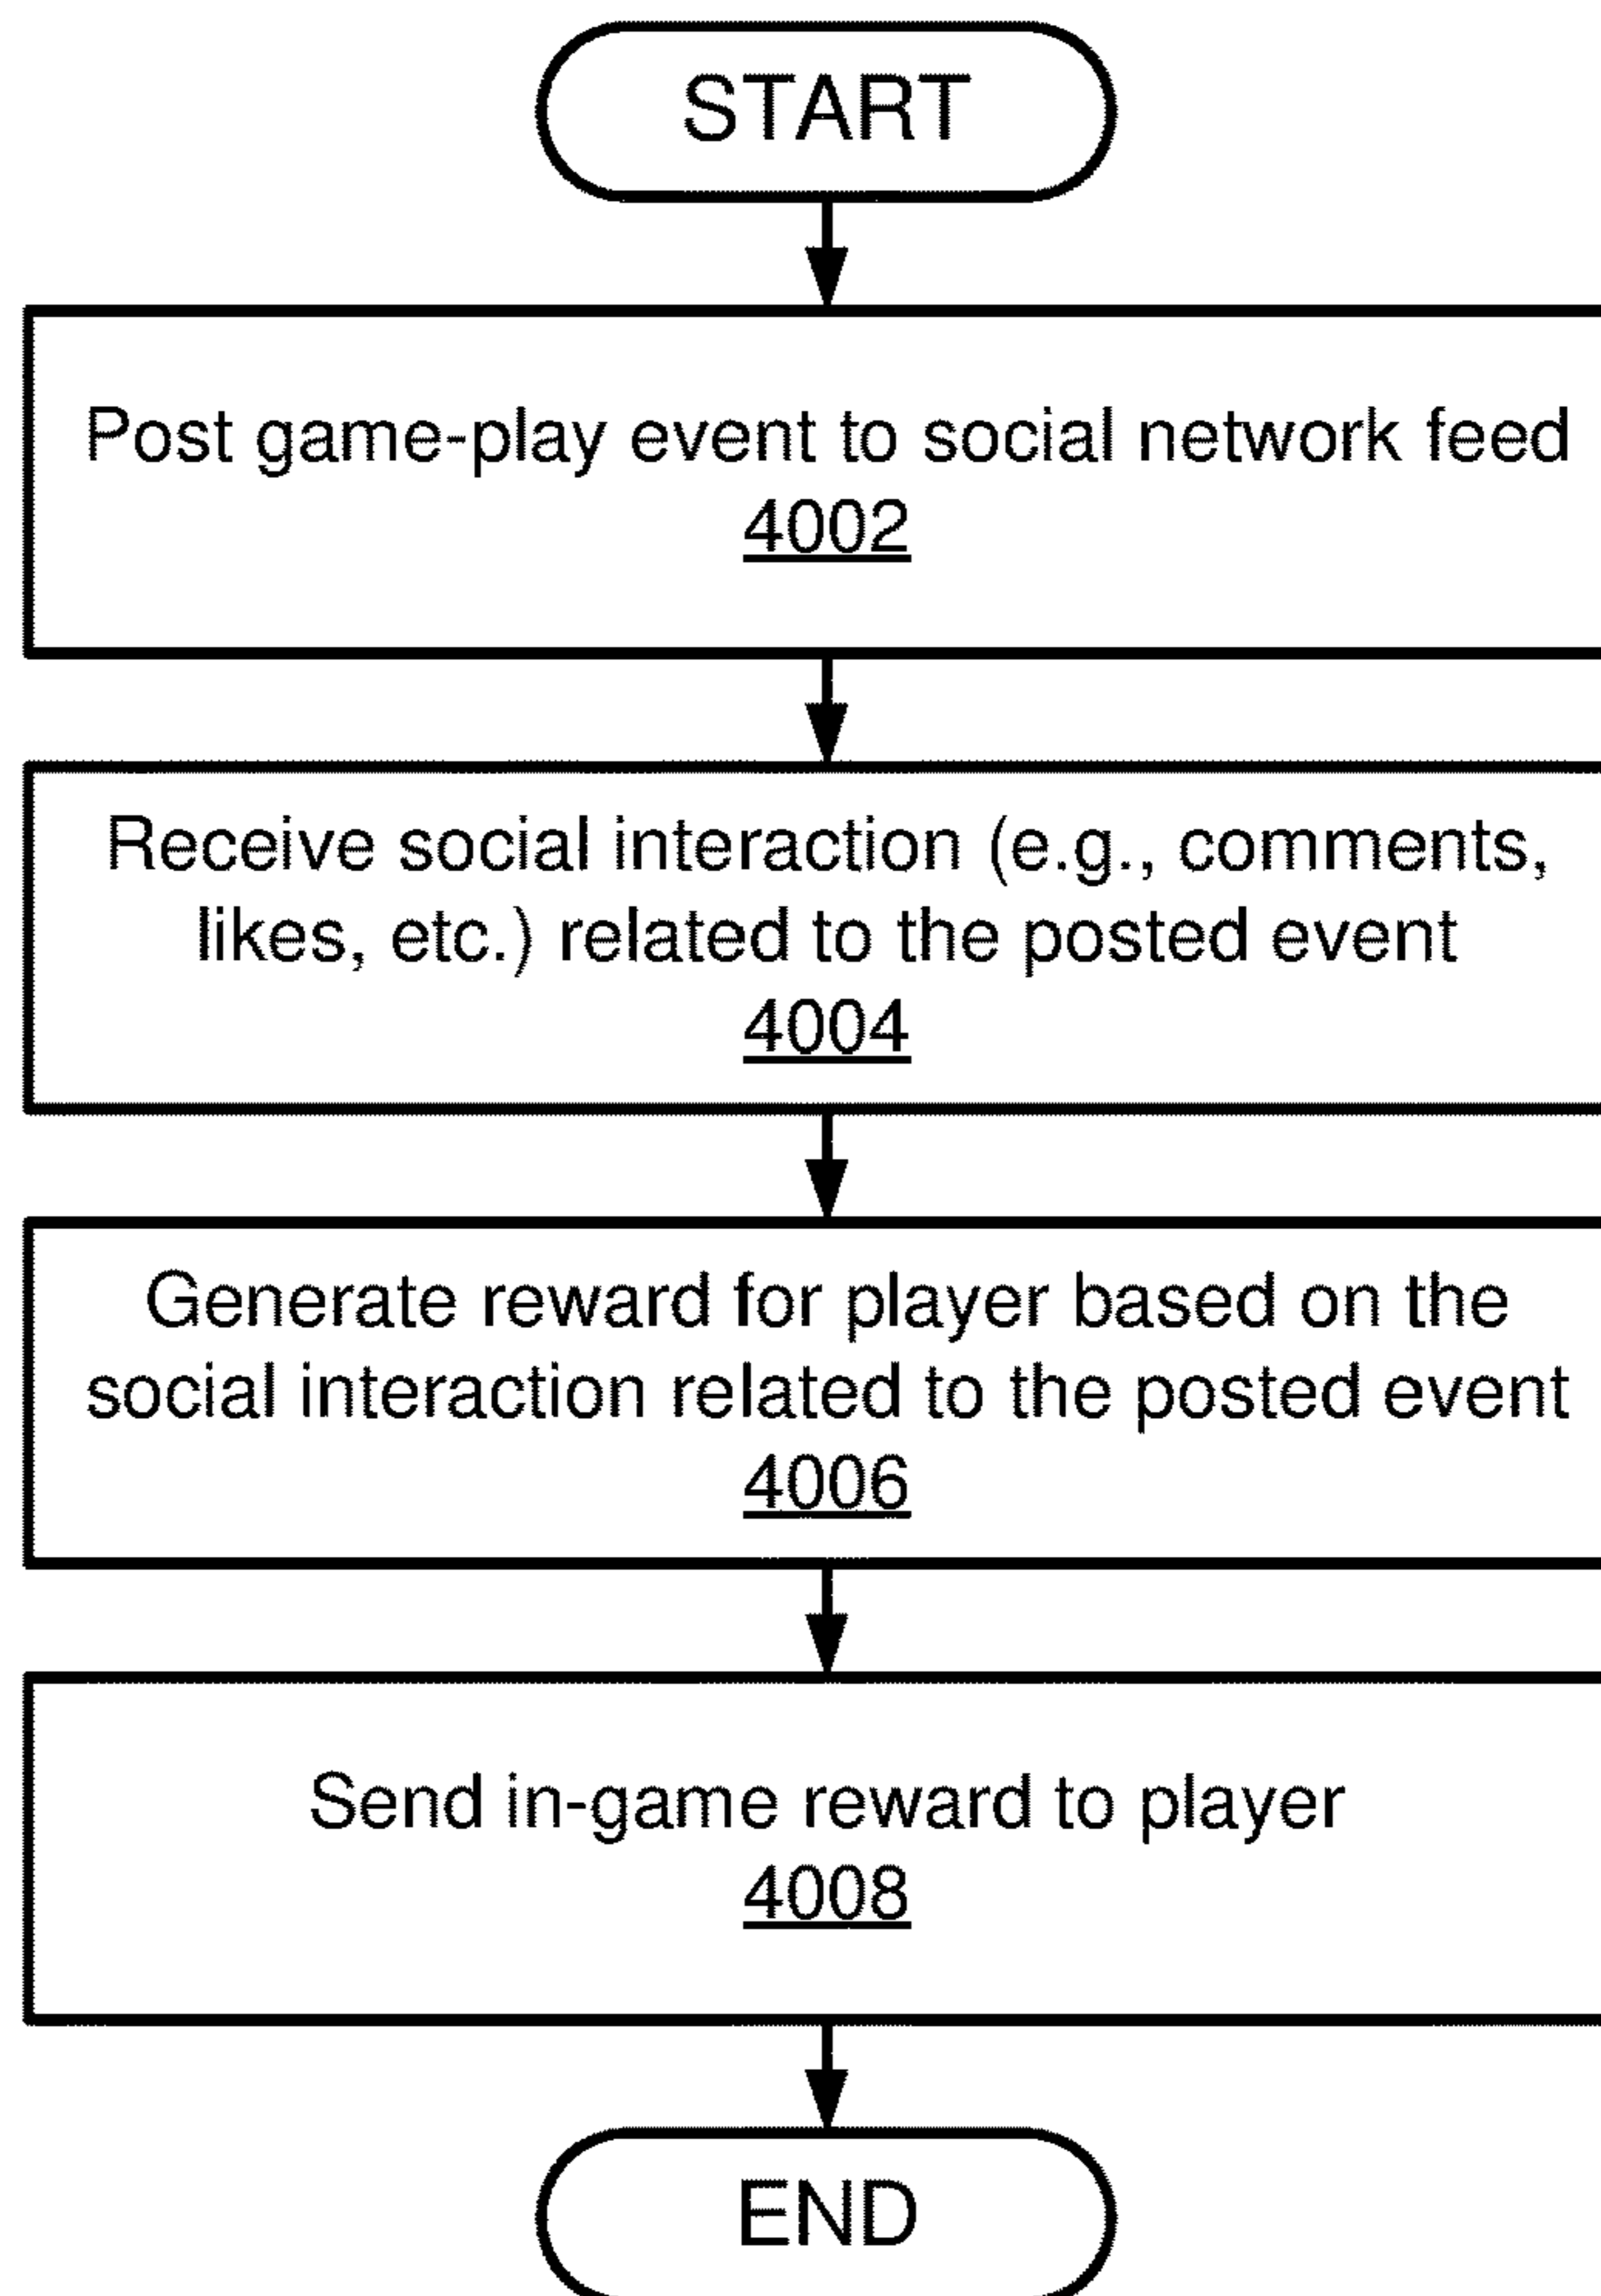 START
Post game-play event to social network feed
4002
Receive social interaction (e.g., comments,
likes, etc.) related to the posted event
4004
Generate reward for player based on the
social interaction related to the posted event
4006
Send in-game reward to player
4008
END